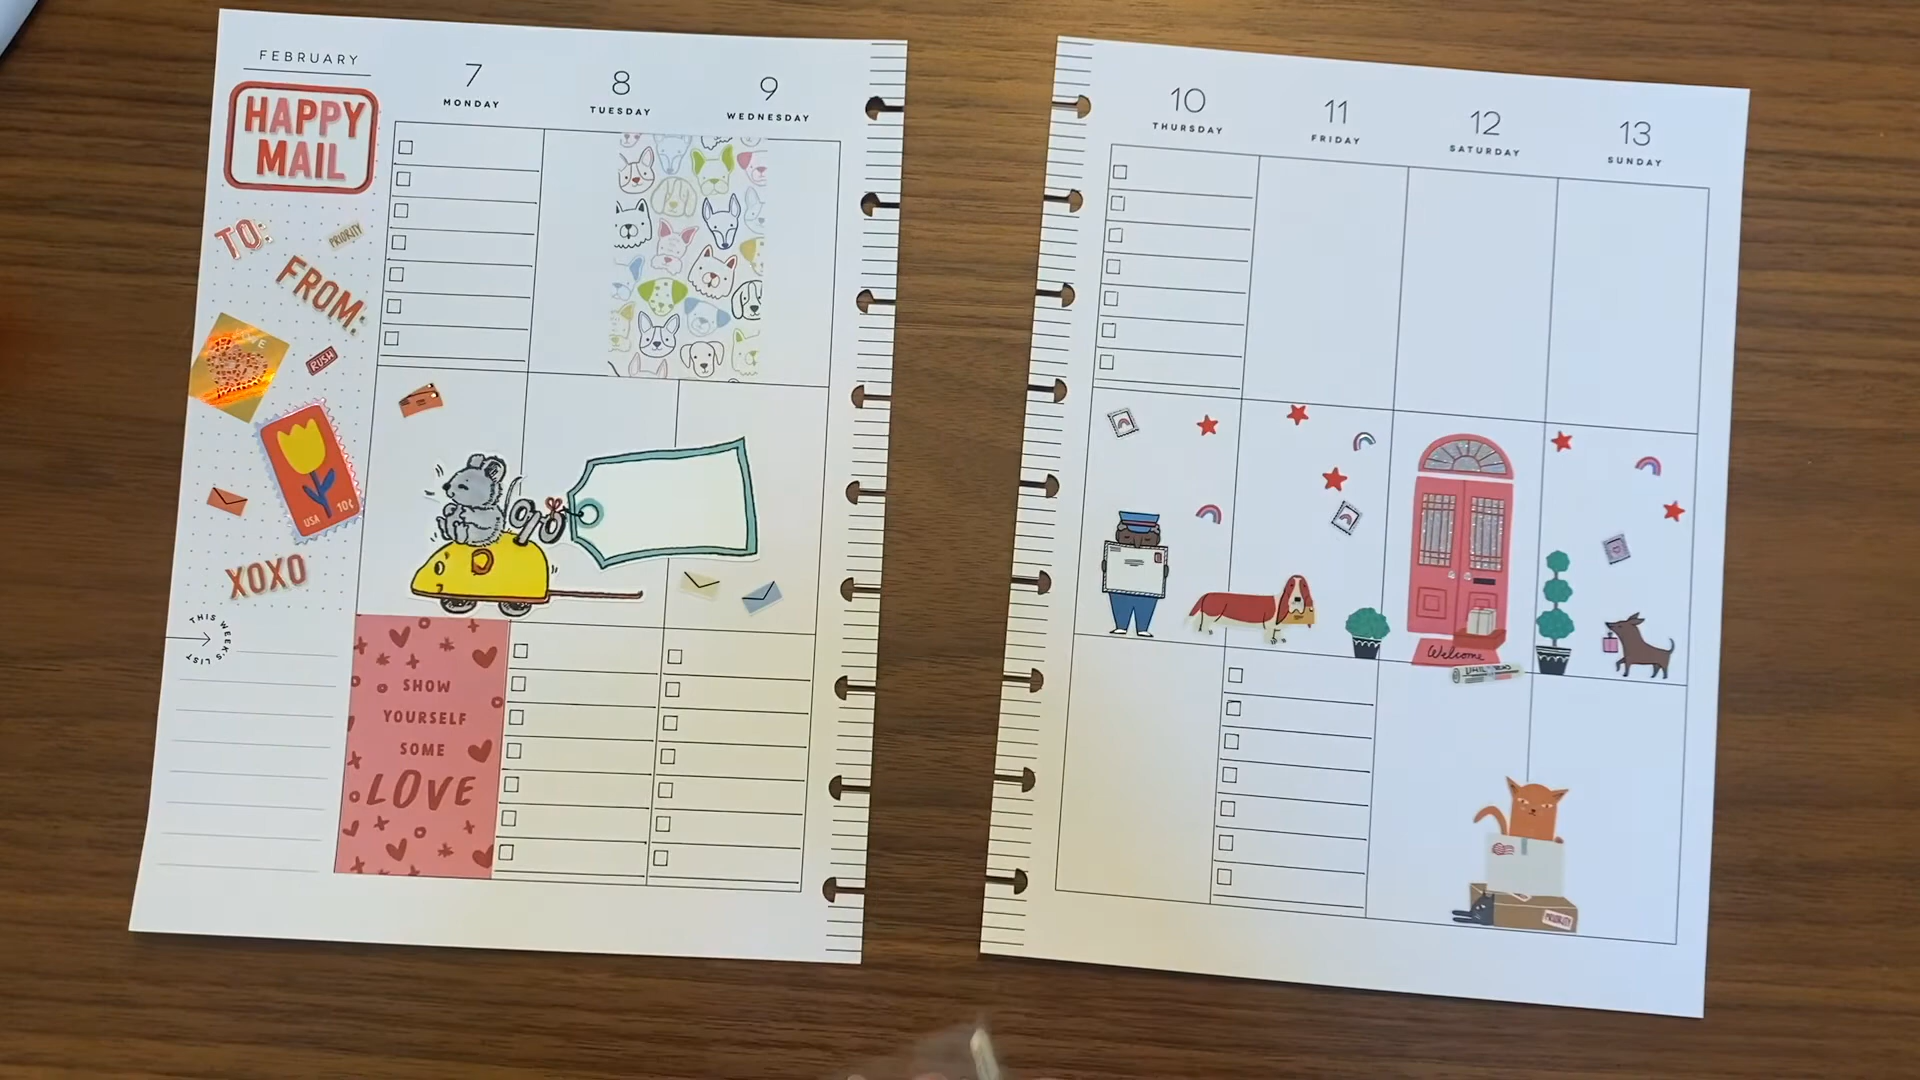 FEBRUARY
HAPPY
MAIL
TO:
PRIORITY
FROM:
RUSH
USA 10¢
XOXO
THIS WEEK'S LIST
7
MONDAY
8
TUESDAY
9
WEDNESDAY
SHOW
YOURSELF
SOME
LOVE
10
THURSDAY
11
FRIDAY
12
SATURDAY
13
SUNDAY
Welcome
PRIORITY